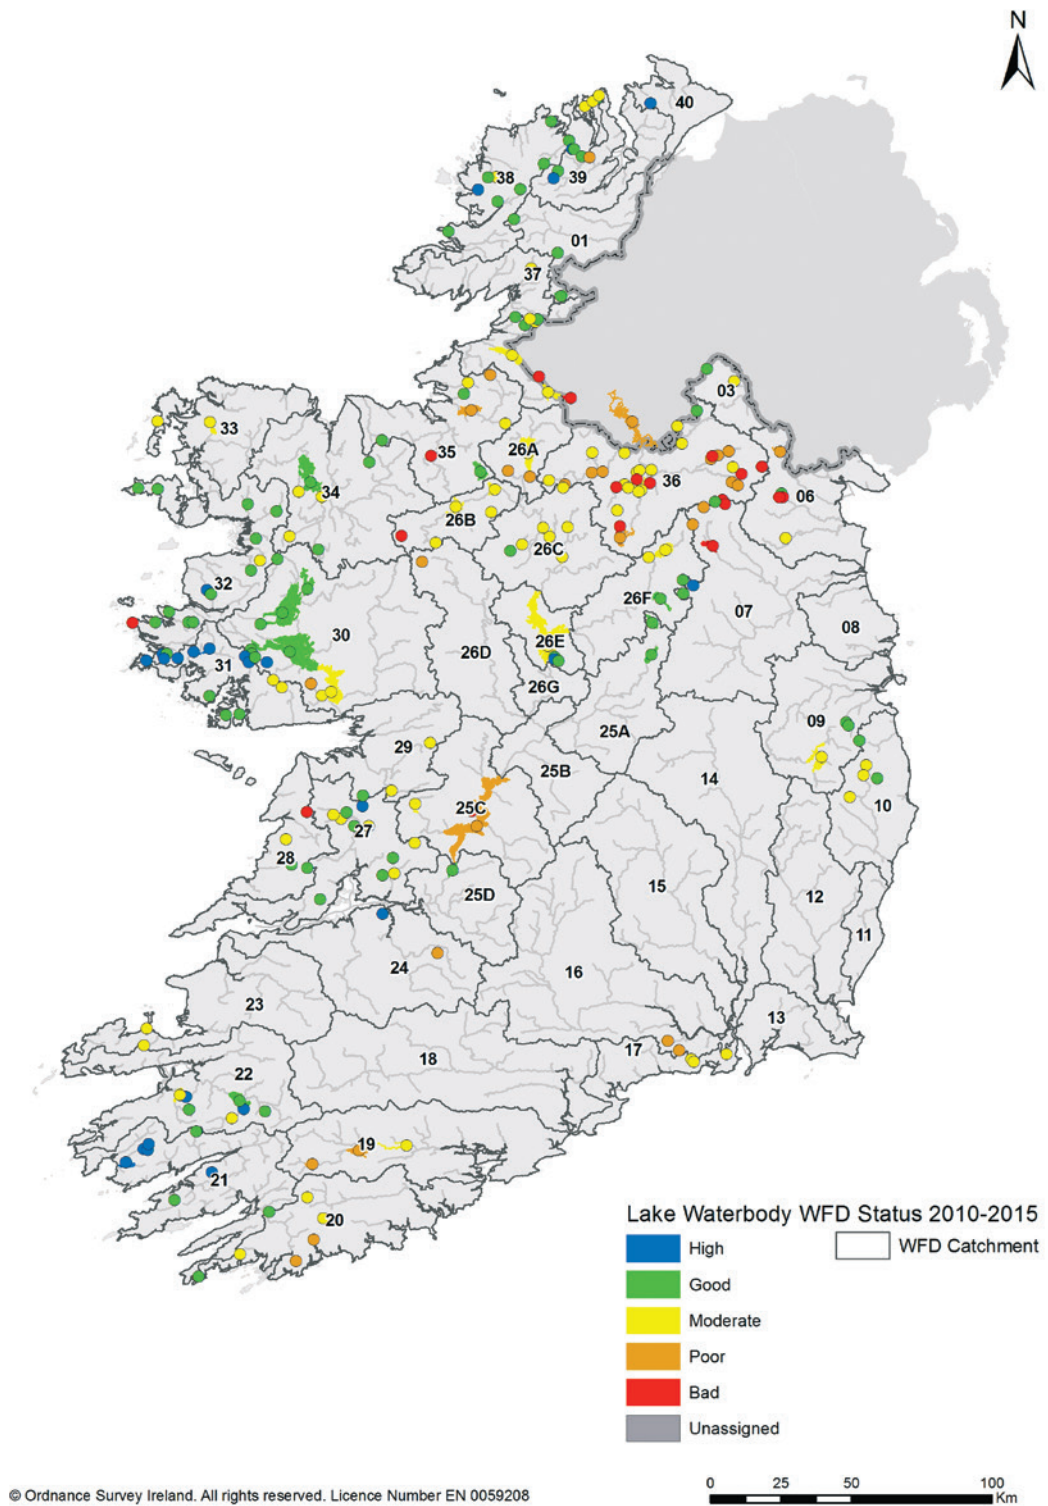 N
40
38
39
01
37
03
33
35
26A
34
36
06
26B
26C
32
26F
07
08
30
26E
31
26D
26G
09
29
25A
25B
14
10
25C
27
28
15
25D
12
11
24
16
23
13
18
17
22
19
21
20
Lake Waterbody WFD Status 2010-2015
High
WFD Catchment
Good
Moderate
Poor
Bad
Unassigned
0 25 50 100
Km
© Ordnance Survey Ireland. All rights reserved. Licence Number EN 0059208